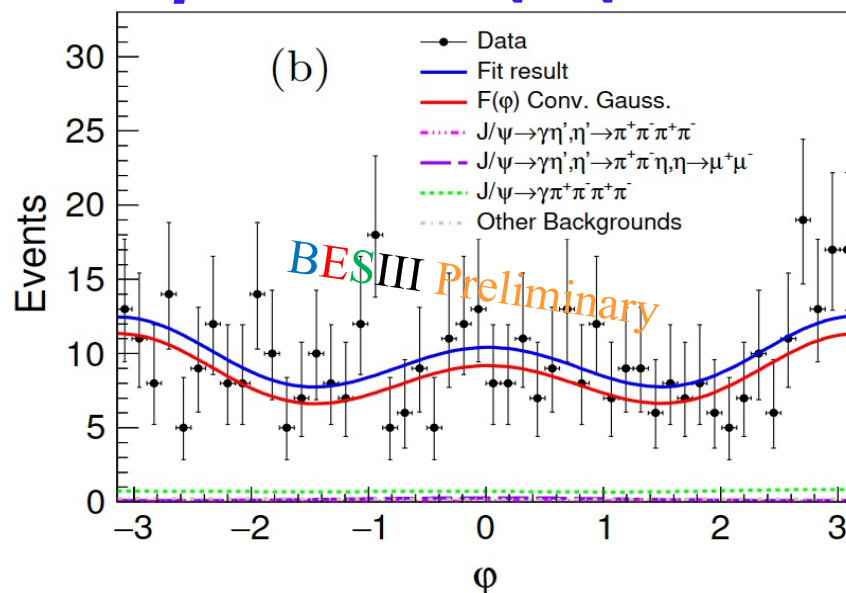 (b)
Data
Fit result
F(φ) Conv. Gauss.
J/ψ→γη',η'→π⁺π⁻π⁺π⁻
J/ψ→γη',η'→π⁺π⁻η,η→μ⁺μ⁻
J/ψ→γπ⁺π⁻π⁺π⁻
Other Backgrounds
BESIII Preliminary
Events
30
25
20
15
10
5
0
−3 −2 −1 0 1 2 3
φ